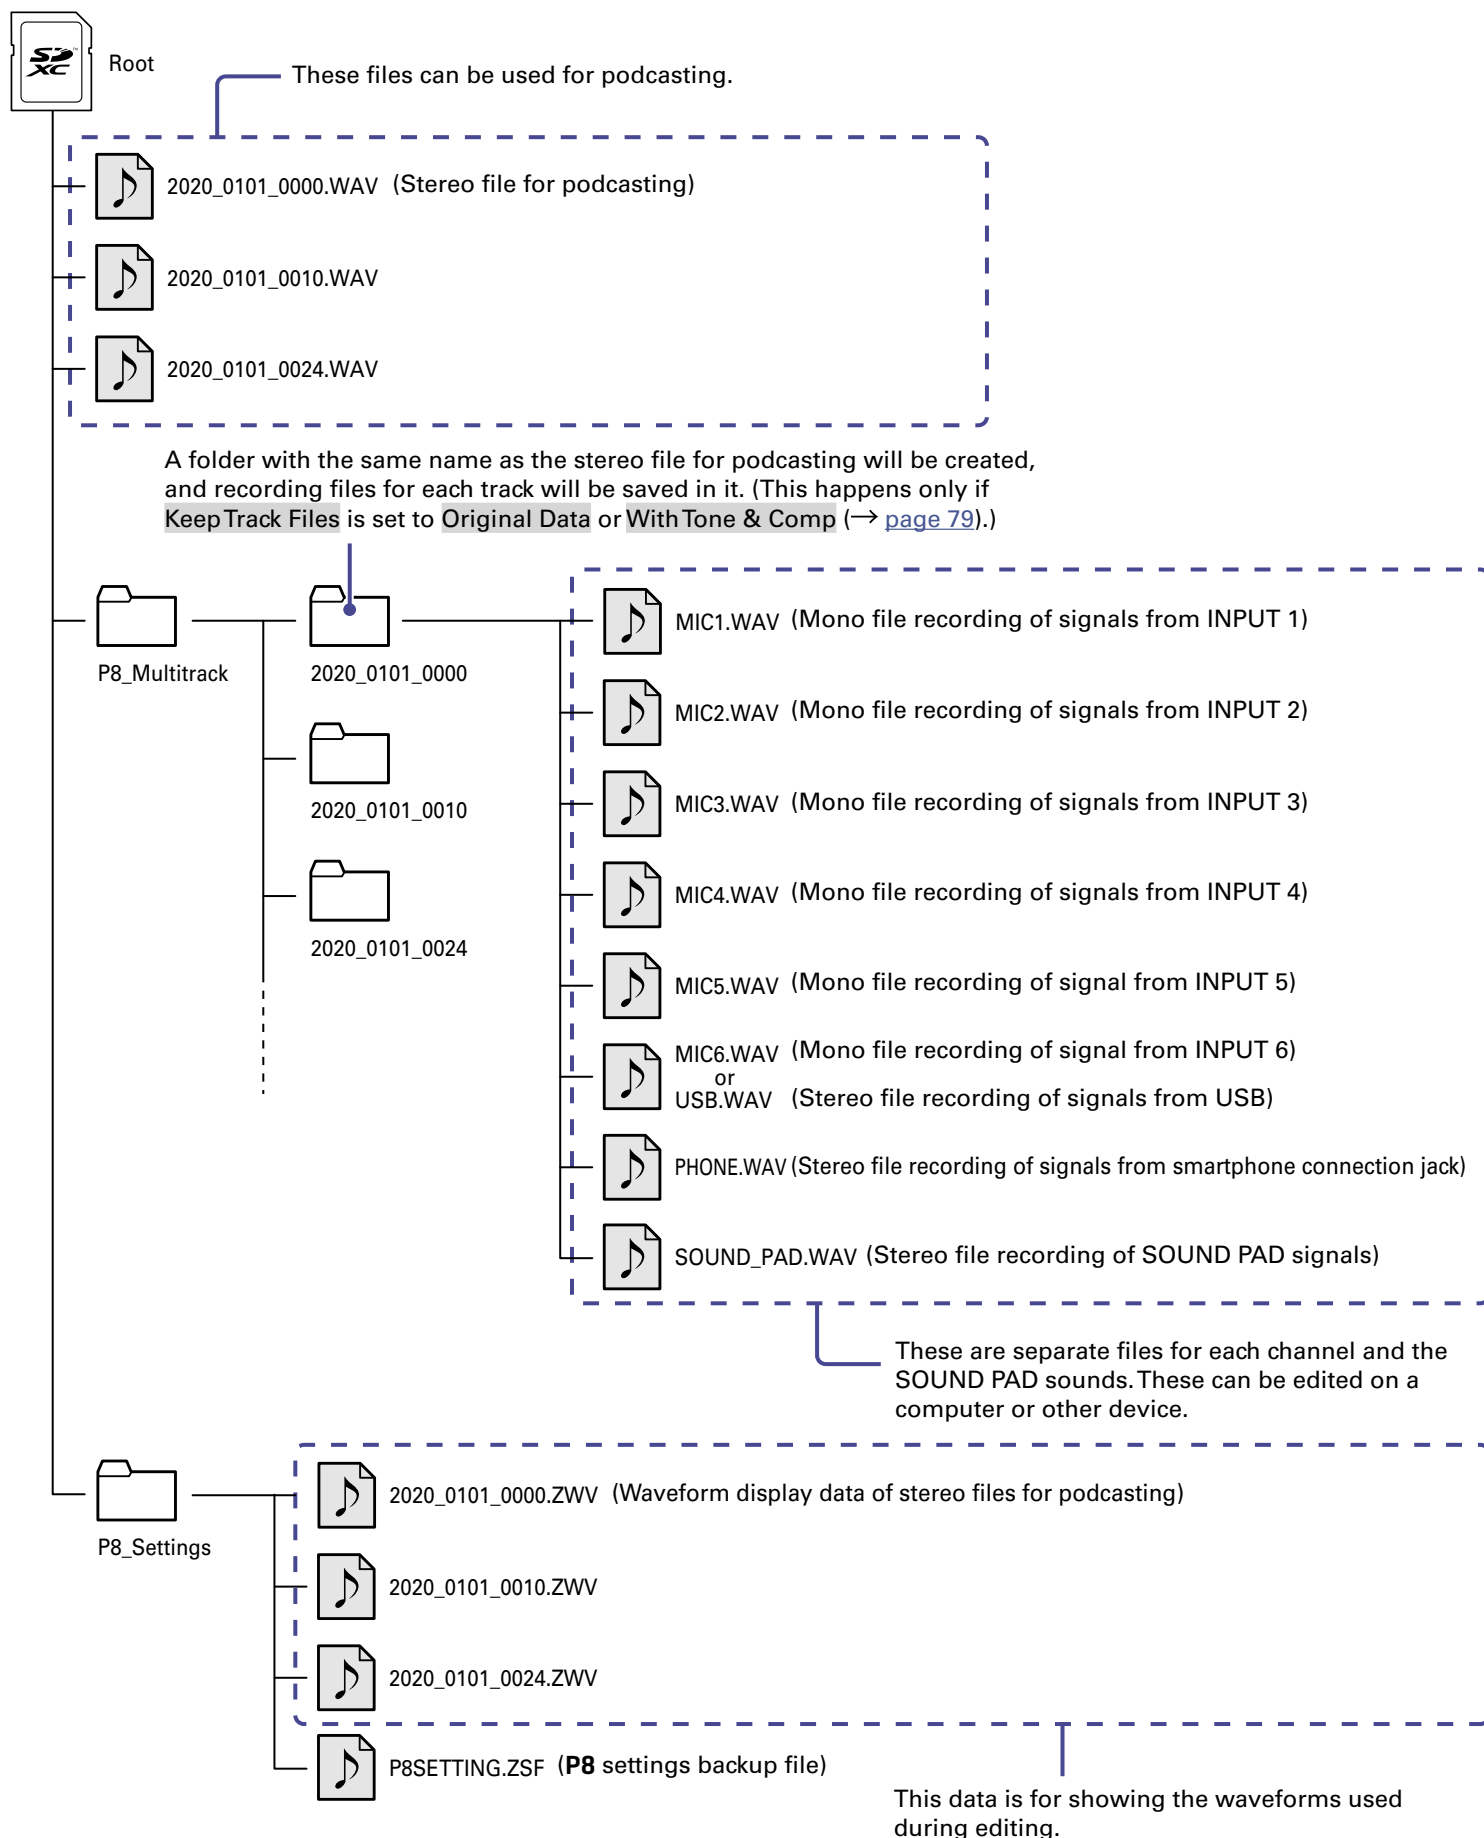 SD XC™
Root
These files can be used for podcasting.
2020_0101_0000.WAV (Stereo file for podcasting)
2020_0101_0010.WAV
2020_0101_0024.WAV
A folder with the same name as the stereo file for podcasting will be created,
and recording files for each track will be saved in it. (This happens only if
Keep Track Files is set to Original Data or With Tone & Comp (→ page 79).)
P8_Multitrack
2020_0101_0000
2020_0101_0010
2020_0101_0024
MIC1.WAV (Mono file recording of signals from INPUT 1)
MIC2.WAV (Mono file recording of signals from INPUT 2)
MIC3.WAV (Mono file recording of signals from INPUT 3)
MIC4.WAV (Mono file recording of signals from INPUT 4)
MIC5.WAV (Mono file recording of signal from INPUT 5)
MIC6.WAV (Mono file recording of signal from INPUT 6)
or
USB.WAV (Stereo file recording of signals from USB)
PHONE.WAV (Stereo file recording of signals from smartphone connection jack)
SOUND_PAD.WAV (Stereo file recording of SOUND PAD signals)
These are separate files for each channel and the
SOUND PAD sounds. These can be edited on a
computer or other device.
P8_Settings
2020_0101_0000.ZWV (Waveform display data of stereo files for podcasting)
2020_0101_0010.ZWV
2020_0101_0024.ZWV
P8SETTING.ZSF (P8 settings backup file)
This data is for showing the waveforms used
during editing.